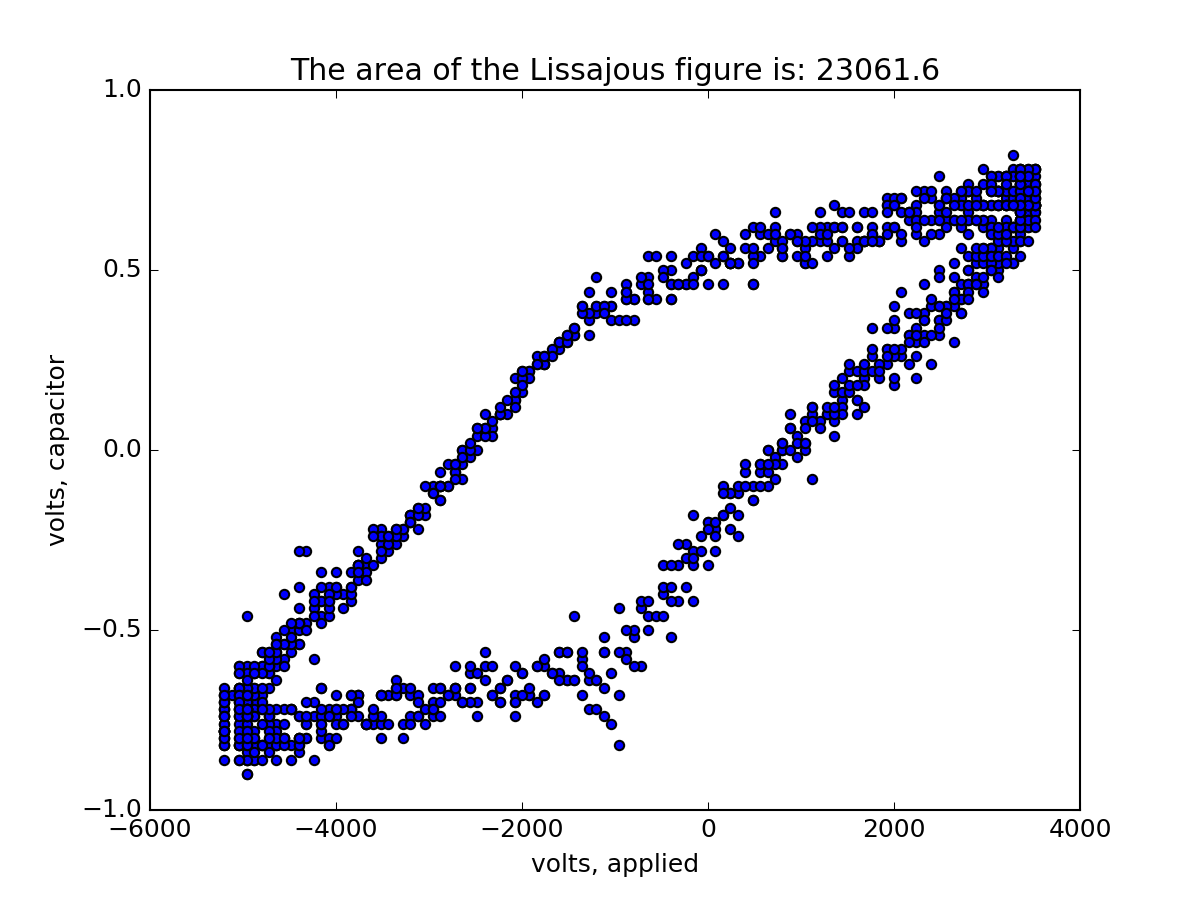 The area of the Lissajous figure is: 23061.6
1.0
0.5
0.0
−0.5
−1.0
volts, capacitor
−6000 −4000 −2000 0 2000 4000
volts, applied